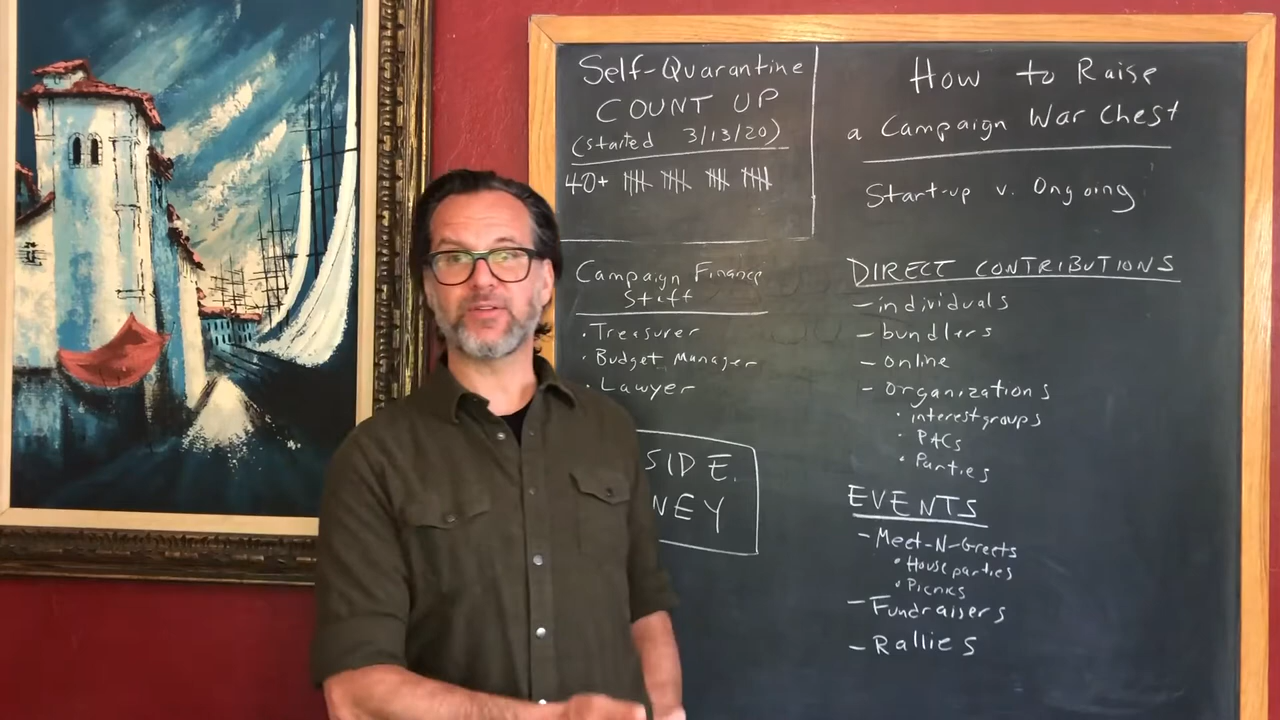 Self-Quarantine
COUNT UP
(started 3/13/20)
40+
Campaign Finance
Staff
· Treasurer
· Budget Manager
· Lawyer
SIDE
NEY
How to Raise
a Campaign War Chest
Start-up v. Ongoing
DIRECT CONTRIBUTIONS
- individuals
- bundlers
- online
- Organizations
· interest groups
· PACs
· Parties
EVENTS
- Meet-N-Greets
· House parties
· Picnics
- Fundraisers
- Rallies